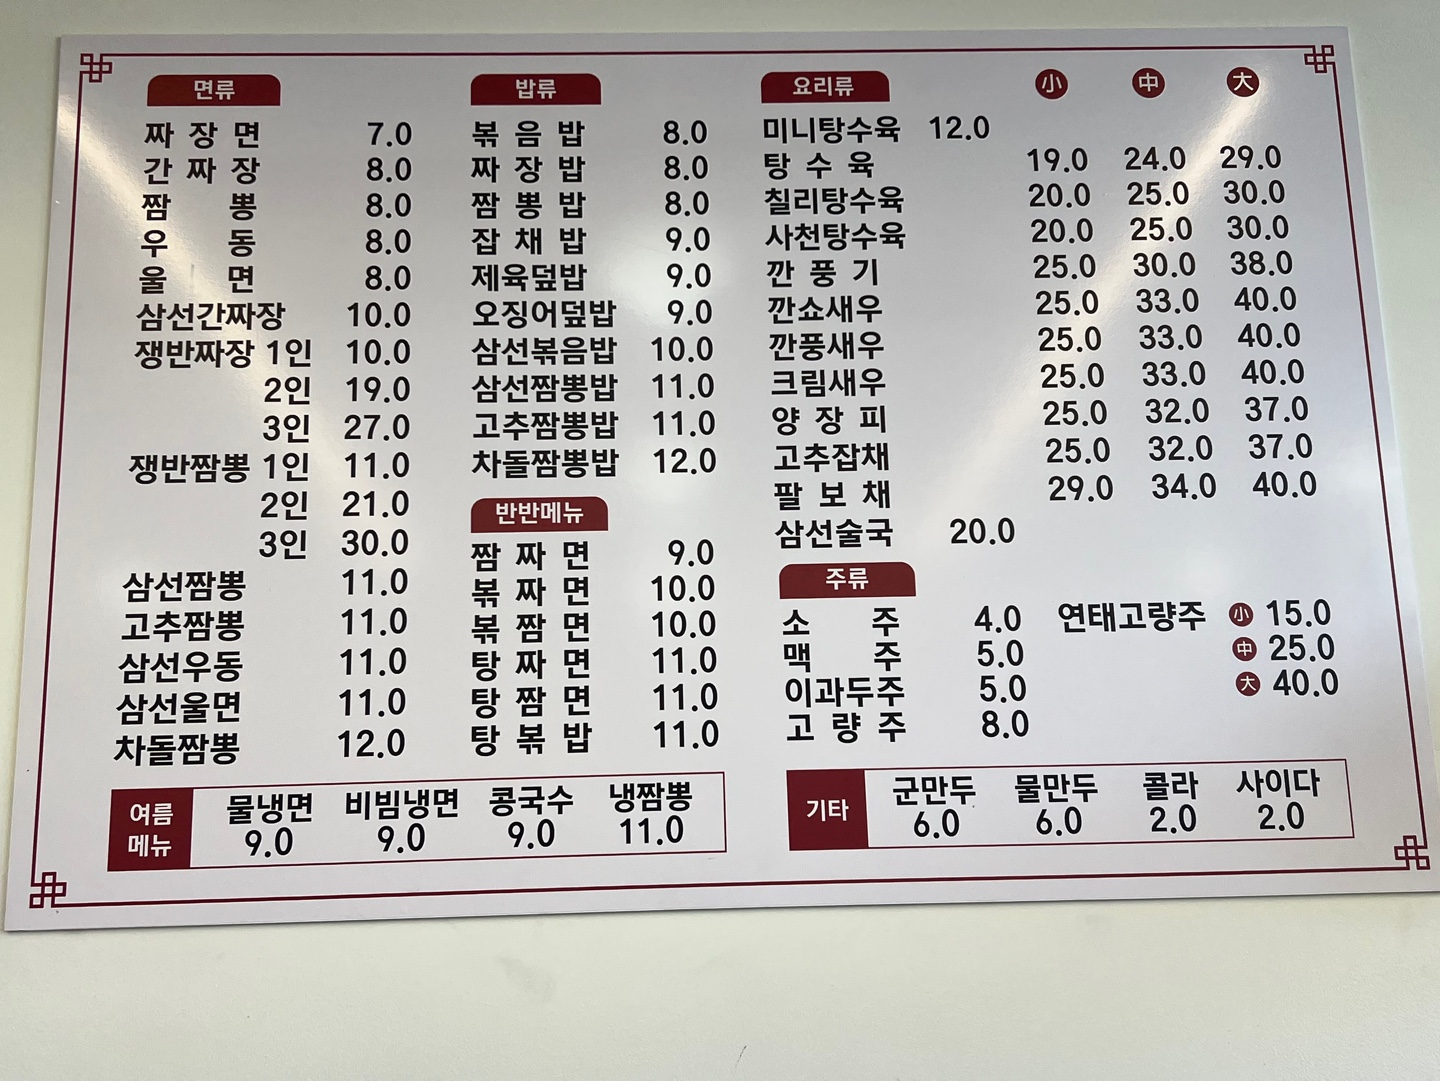 면류
짜장면 7.0
간짜장 8.0
짬뽕 8.0
우동 8.0
울면 8.0
삼선간짜장 10.0
쟁반짜장 1인 10.0
2인 19.0
3인 27.0
쟁반짬뽕 1인 11.0
2인 21.0
3인 30.0
삼선짬뽕 11.0
고추짬뽕 11.0
삼선우동 11.0
삼선울면 11.0
차돌짬뽕 12.0
밥류
볶음밥 8.0
짜장밥 8.0
짬뽕밥 8.0
잡채밥 9.0
제육덮밥 9.0
오징어덮밥 9.0
삼선볶음밥 10.0
삼선짬뽕밥 11.0
고추짬뽕밥 11.0
차돌짬뽕밥 12.0
반반메뉴
짬짜면 9.0
볶짜면 10.0
볶짬면 10.0
탕짜면 11.0
탕짬면 11.0
탕볶밥 11.0
요리류 小 中 大
미니탕수육 12.0
탕수육 19.0 24.0 29.0
칠리탕수육 20.0 25.0 30.0
사천탕수육 20.0 25.0 30.0
깐풍기 25.0 30.0 38.0
깐쇼새우 25.0 33.0 40.0
깐풍새우 25.0 33.0 40.0
크림새우 25.0 33.0 40.0
양장피 25.0 32.0 37.0
고추잡채 25.0 32.0 37.0
팔보채 29.0 34.0 40.0
삼선술국 20.0
주류
소주 4.0 연태고량주 小 15.0
맥주 5.0 中 25.0
이과두주 5.0 大 40.0
고량주 8.0
여름
메뉴
물냉면 비빔냉면 콩국수 냉짬뽕
9.0 9.0 9.0 11.0
기타
군만두 물만두 콜라 사이다
6.0 6.0 2.0 2.0